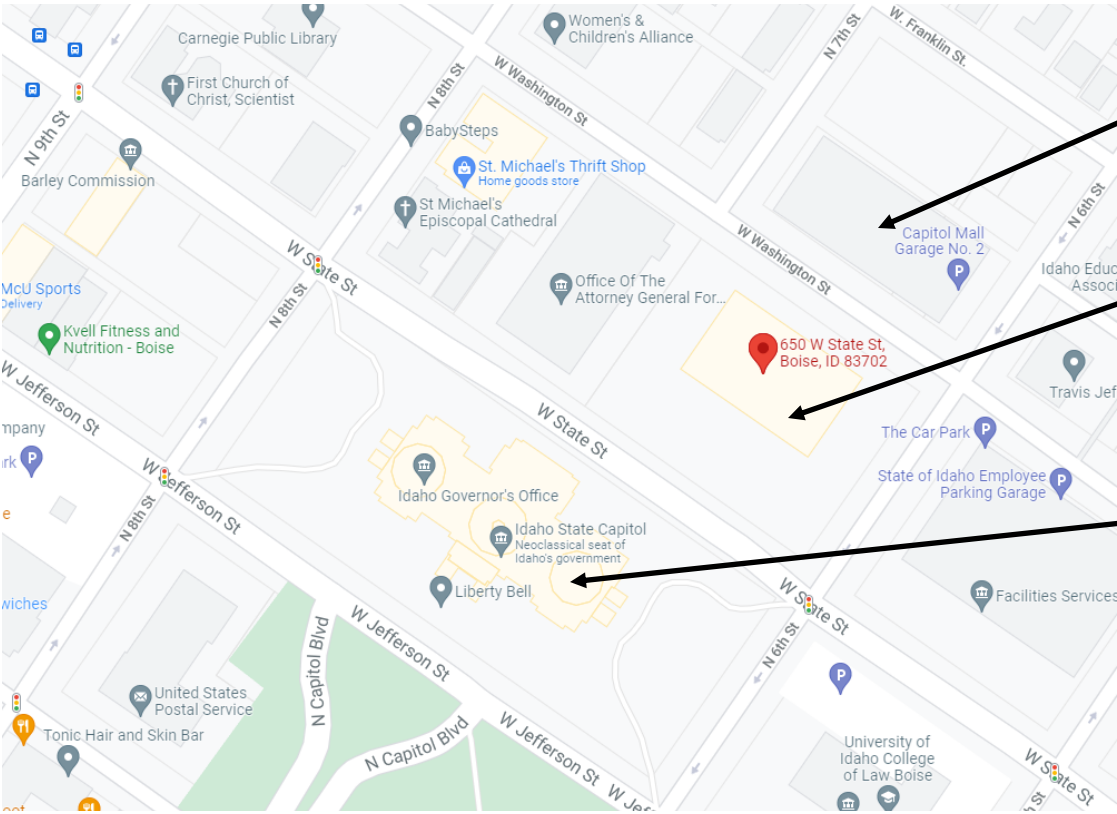 Women's &
Children's Alliance
Carnegie Public Library
W. Franklin St.
N 7th St
First Church of
Christ, Scientist
N 8th St
W Washington St
N 9th St
BabySteps
Barley Commission
St. Michael's Thrift Shop
Home goods store
St Michael's
Episcopal Cathedral
N 6th St
Capitol Mall
Garage No. 2
P
W Washington St
W State St
Idaho Educ
Associ
Office Of The
Attorney General For...
McU Sports
Delivery
N 8th St
Kvell Fitness and
Nutrition - Boise
650 W State St,
Boise, ID 83702
W Jefferson St
Travis Jef
W State St
mpany
rk P
The Car Park P
State of Idaho Employee
Parking Garage
P
W Jefferson St
Idaho Governor's Office
e
N 8th St
Idaho State Capitol
Neoclassical seat of
Idaho's government
Liberty Bell
W State St
Facilities Services
wiches
W Jefferson St
N Capitol Blvd
N 6th St
P
United States
Postal Service
Tonic Hair and Skin Bar
N Capitol Blvd
W Jefferson St
University of
Idaho College
of Law Boise
W State St
W Jef
St